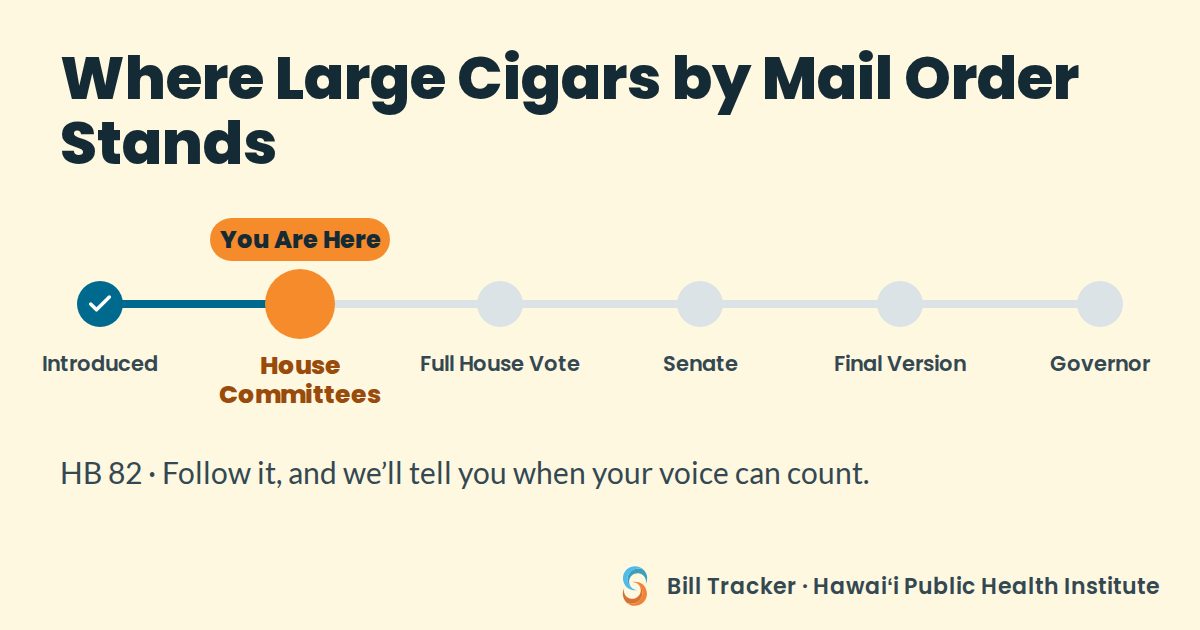 Where Large Cigars by Mail Order
Stands
You Are Here
Introduced
House
Committees
Full House Vote
Senate
Final Version
Governor
HB 82 · Follow it, and we’ll tell you when your voice can count.
Bill Tracker · Hawaiʻi Public Health Institute